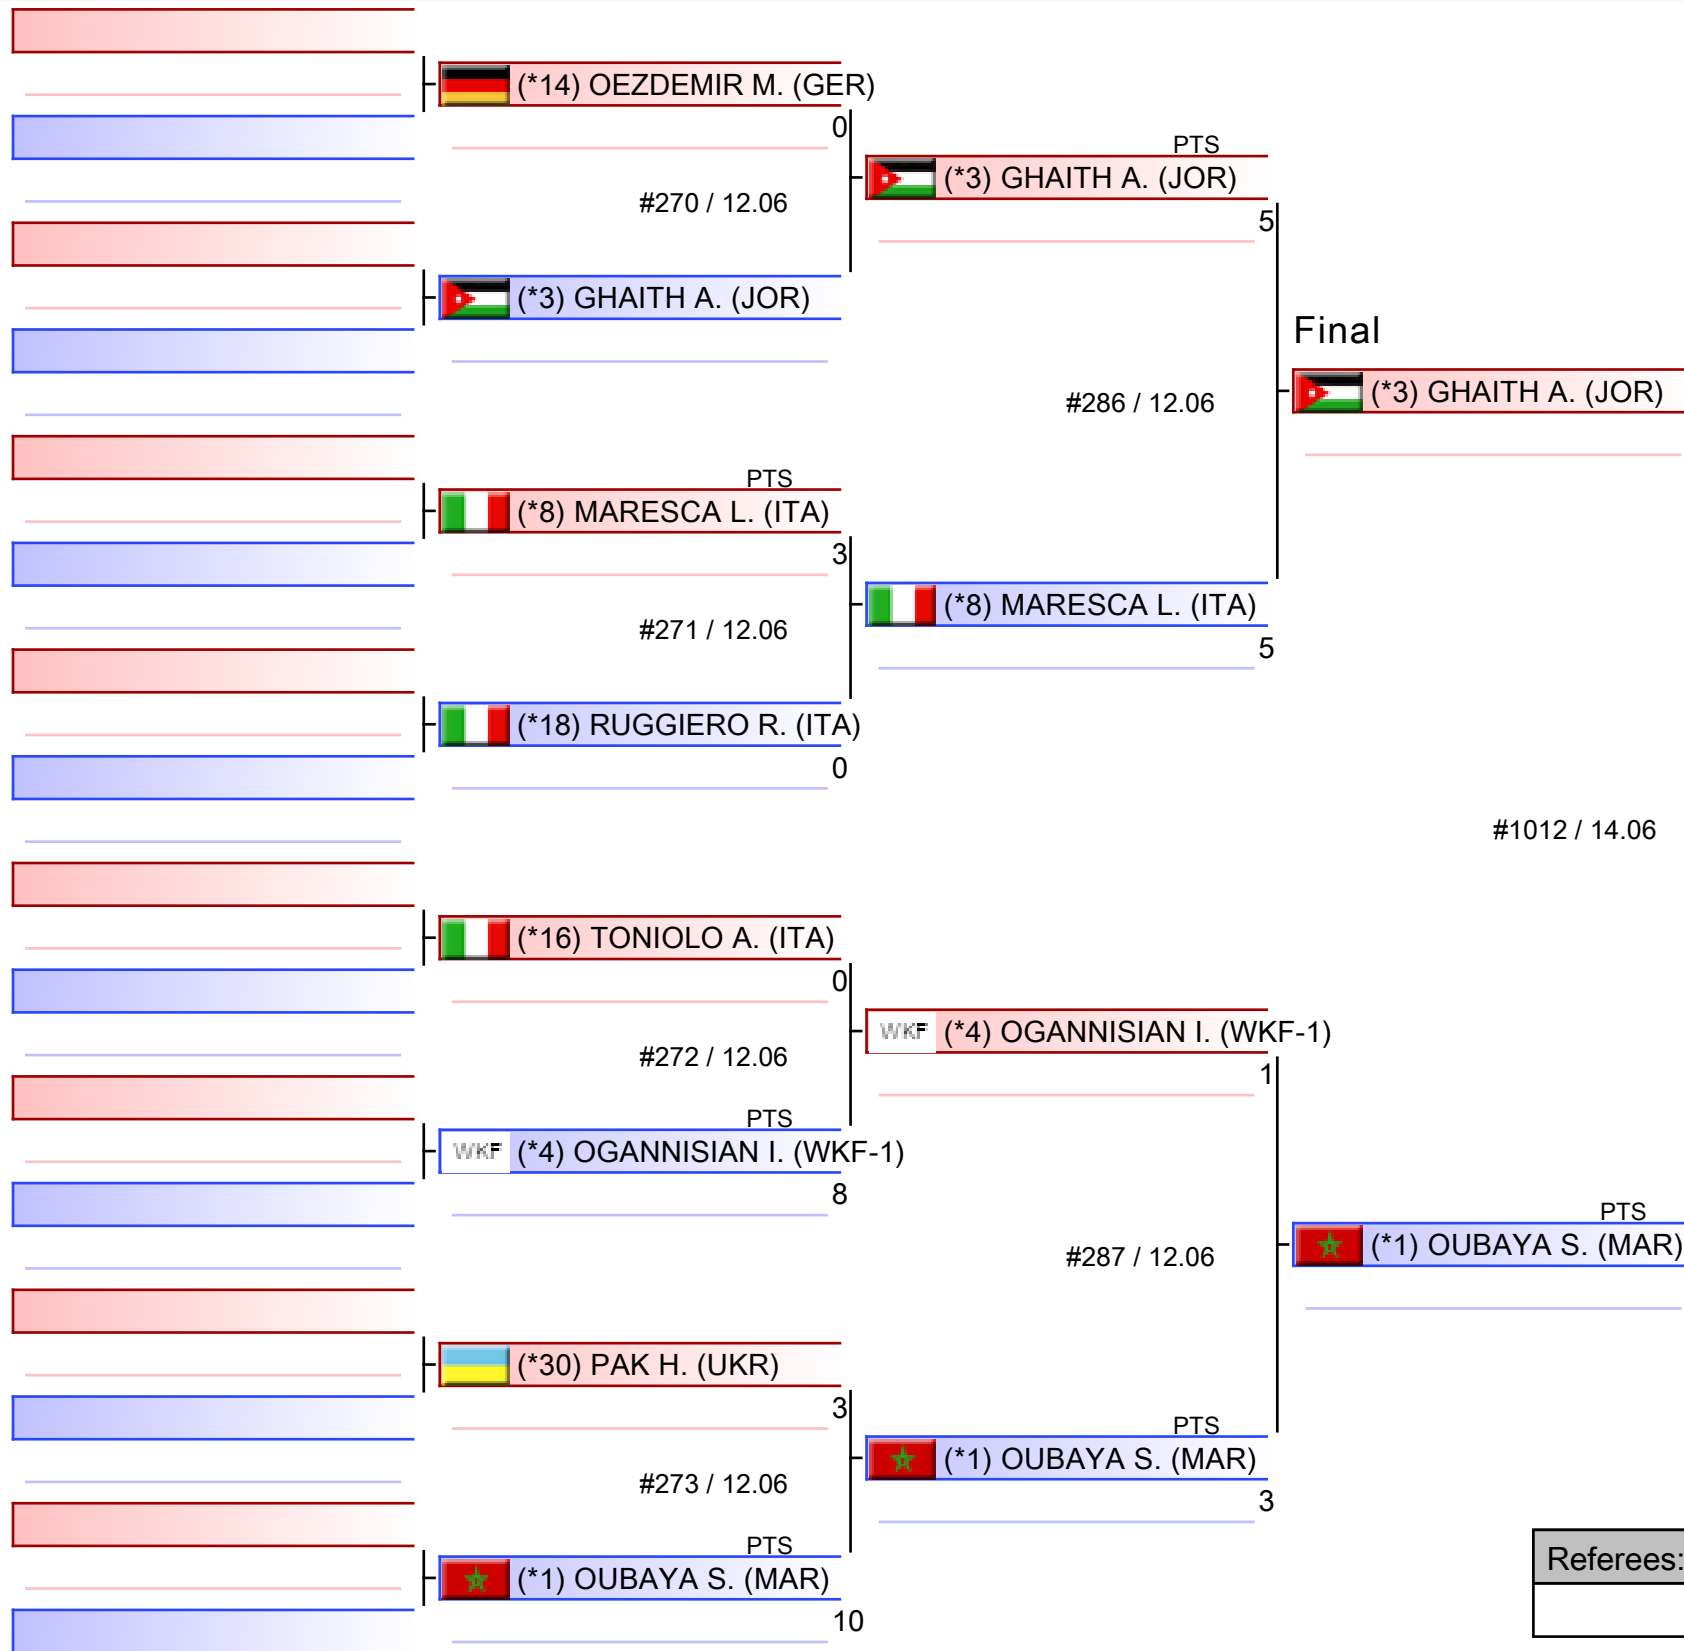 (*14) OEZDEMIR M. (GER)
0
PTS
(*3) GHAITH A. (JOR)
#270 / 12.06
5
(*3) GHAITH A. (JOR)
Final
(*3) GHAITH A. (JOR)
#286 / 12.06
PTS
(*8) MARESCA L. (ITA)
3
(*8) MARESCA L. (ITA)
#271 / 12.06
5
(*18) RUGGIERO R. (ITA)
0
#1012 / 14.06
(*16) TONIOLO A. (ITA)
0
WKF (*4) OGANNISIAN I. (WKF-1)
#272 / 12.06
1
PTS
WKF (*4) OGANNISIAN I. (WKF-1)
8
PTS
(*1) OUBAYA S. (MAR)
#287 / 12.06
(*30) PAK H. (UKR)
3
PTS
(*1) OUBAYA S. (MAR)
#273 / 12.06
3
PTS
(*1) OUBAYA S. (MAR)
10
Referees: